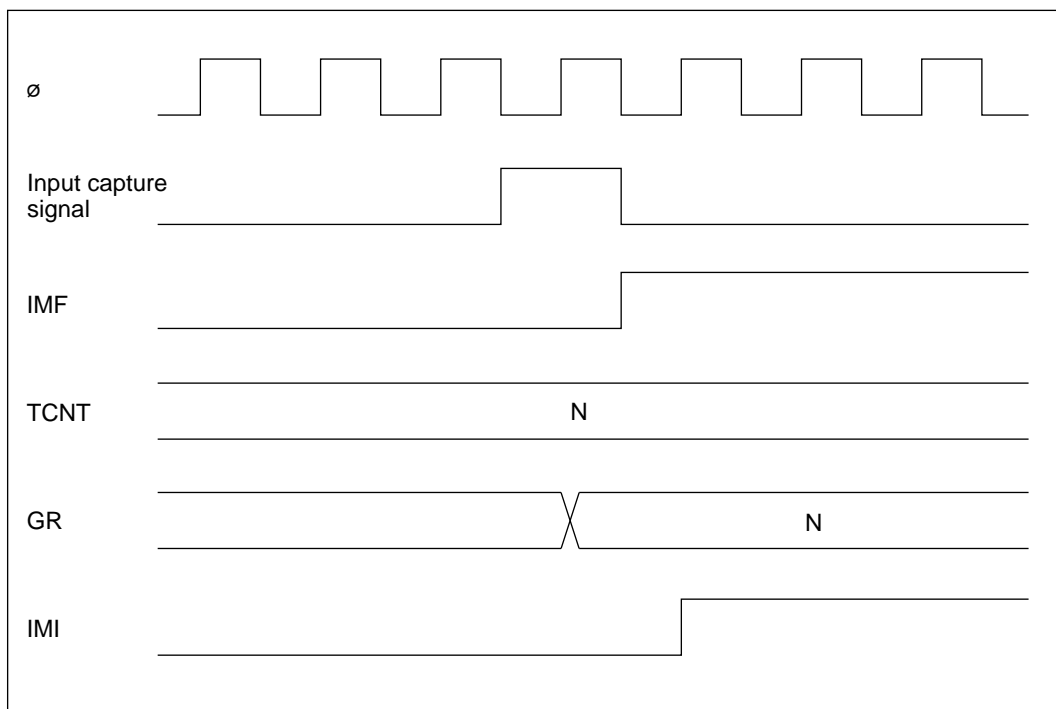 ø
Input capture
signal
IMF
TCNT
N
GR
N
IMI